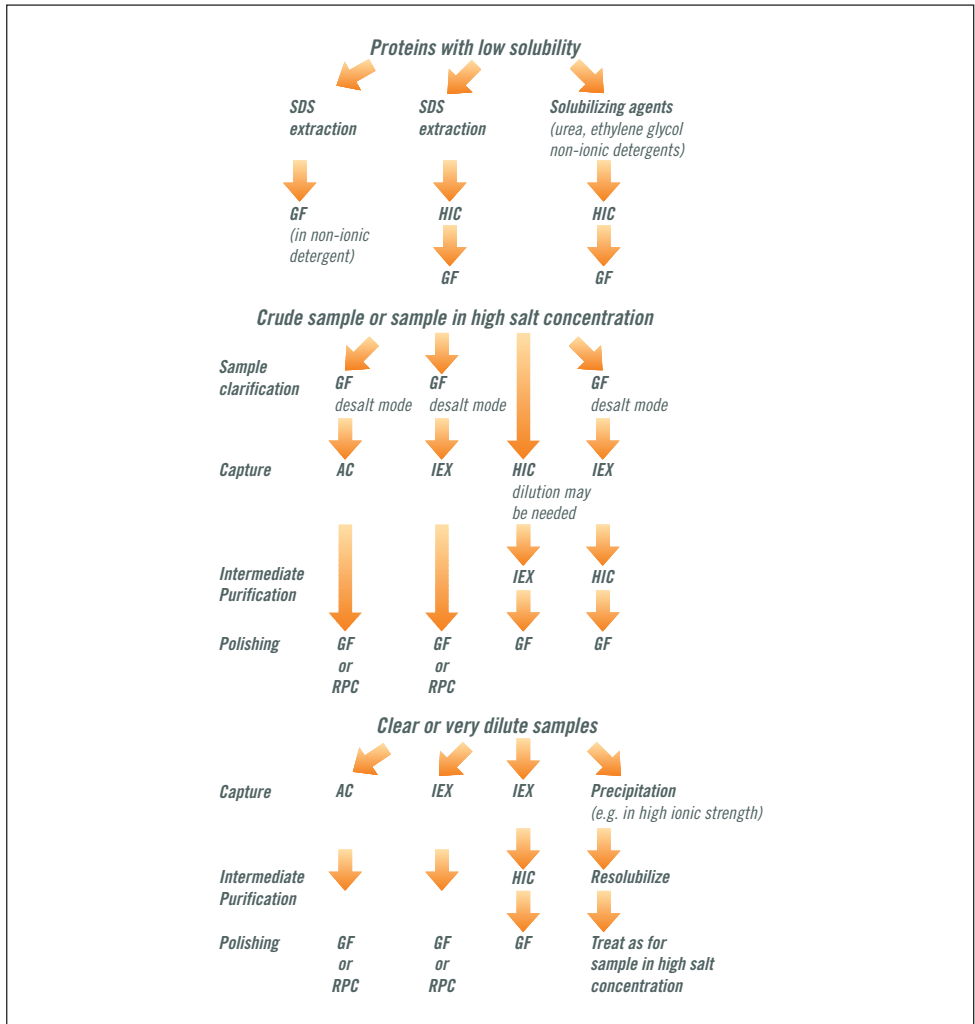 Proteins with low solubility
SDS extraction
SDS extraction
Solubilizing agents
(urea, ethylene glycol
non-ionic detergents)
GF
(in non-ionic
detergent)
HIC
HIC
GF
GF
Crude sample or sample in high salt concentration
Sample
clarification
GF
desalt mode
GF
desalt mode
GF
desalt mode
Capture
AC
IEX
HIC
dilution may
be needed
IEX
Intermediate
Purification
IEX
HIC
Polishing
GF
or
RPC
GF
or
RPC
GF
GF
Clear or very dilute samples
Capture
AC
IEX
IEX
Precipitation
(e.g. in high ionic strength)
Intermediate
Purification
HIC
Resolubilize
Polishing
GF
or
RPC
GF
or
RPC
GF
Treat as for
sample in high salt
concentration